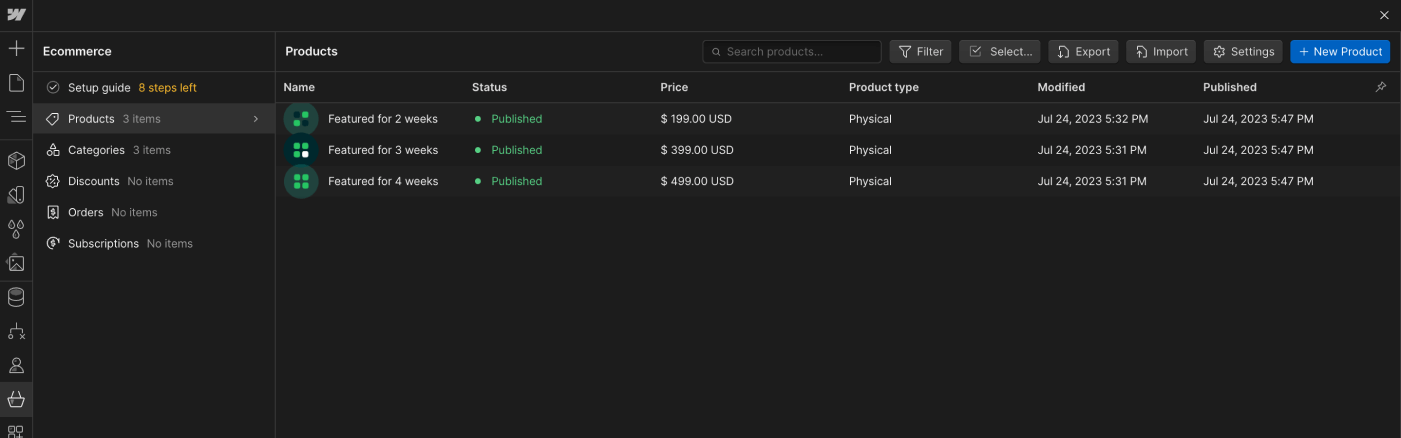 Ecommerce
Products
Search products...
Filter
Select...
Export
Import
Settings
+ New Product
Setup guide 8 steps left
Products 3 items
Categories 3 items
Discounts No items
Orders No items
Subscriptions No items
Name Status Price Product type Modified Published
Featured for 2 weeks Published $ 199.00 USD Physical Jul 24, 2023 5:32 PM Jul 24, 2023 5:47 PM
Featured for 3 weeks Published $ 399.00 USD Physical Jul 24, 2023 5:31 PM Jul 24, 2023 5:47 PM
Featured for 4 weeks Published $ 499.00 USD Physical Jul 24, 2023 5:31 PM Jul 24, 2023 5:47 PM